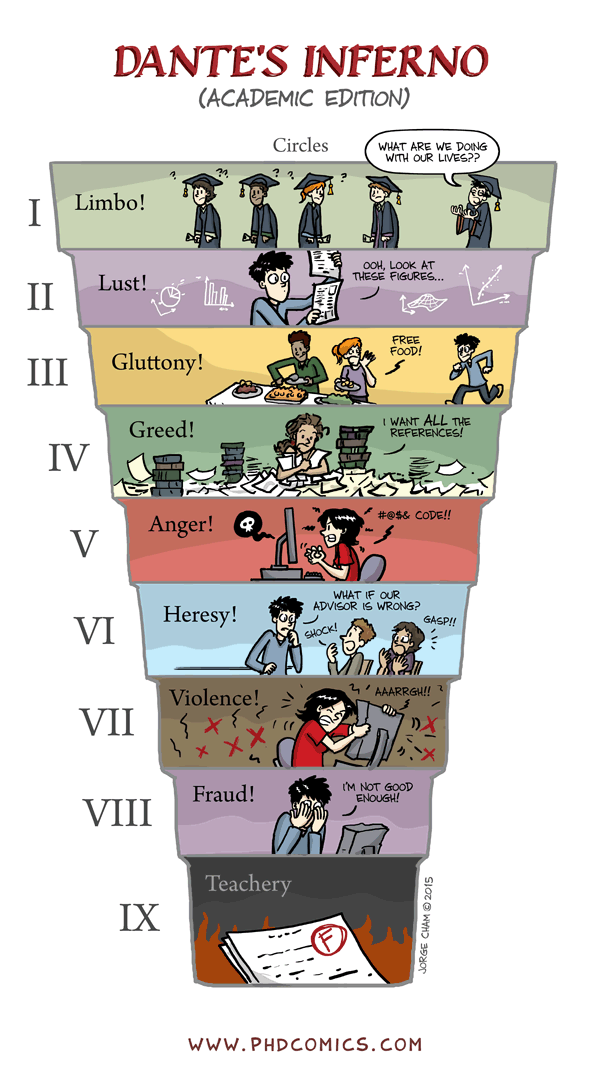 DANTE'S INFERNO
(ACADEMIC EDITION)
Circles
WHAT ARE WE DOING
WITH OUR LIVES??
I
Limbo!
? ? ? ? ?
II
Lust!
OOH, LOOK AT
THESE FIGURES...
III
Gluttony!
FREE
FOOD!
IV
Greed!
I WANT ALL THE
REFERENCES!
V
Anger!
#@$& CODE!!
VI
Heresy!
WHAT IF OUR
ADVISOR IS WRONG?
SHOCK!
GASP!!
VII
Violence!
AAARRGH!!
VIII
Fraud!
I'M NOT GOOD
ENOUGH!
IX
Teachery
F
JORGE CHAM © 2015
WWW.PHDCOMICS.COM